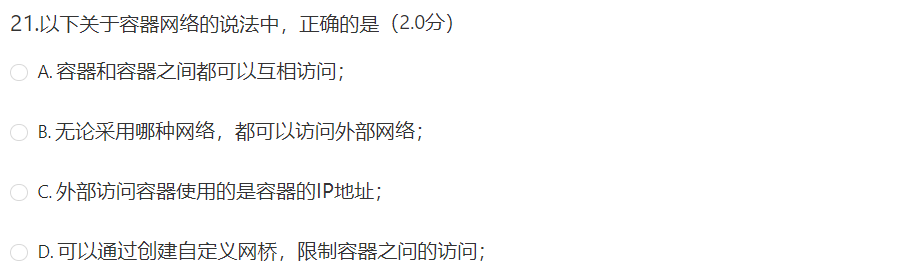 21.以下关于容器网络的说法中，正确的是（2.0分）
A. 容器和容器之间都可以互相访问；
B. 无论采用哪种网络，都可以访问外部网络；
C. 外部访问容器使用的是容器的IP地址；
D. 可以通过创建自定义网桥，限制容器之问的访问；